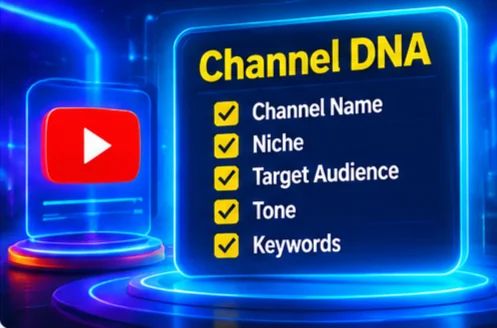 Channel DNA
Channel Name
Niche
Target Audience
Tone
Keywords